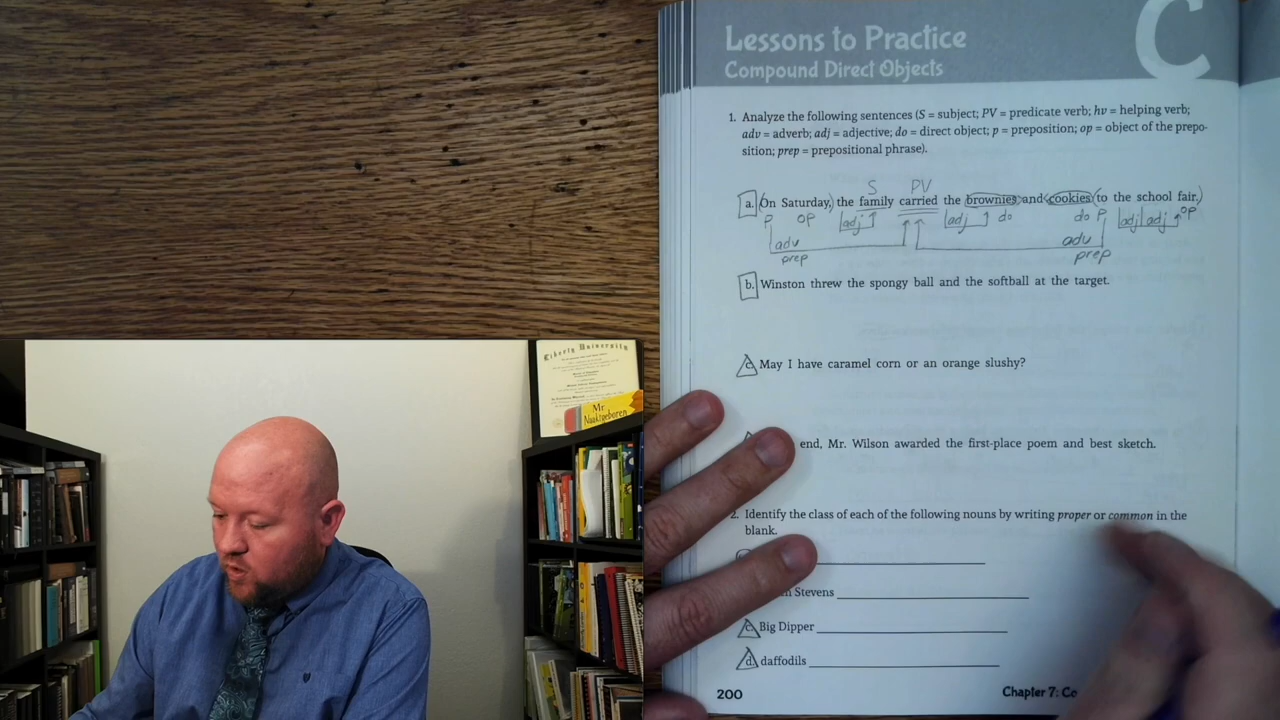 Lessons to Practice
Compound Direct Objects
C
1. Analyze the following sentences (S = subject; PV = predicate verb; hv = helping verb;
adv = adverb; adj = adjective; do = direct object; p = preposition; op = object of the prepo-
sition; prep = prepositional phrase).
S PV
a. (On Saturday,) the family carried the brownies and cookies (to the school fair.)
p op adj adj do do p adj adj op
adv adv
prep prep
b. Winston threw the spongy ball and the softball at the target.
c. May I have caramel corn or an orange slushy?
end, Mr. Wilson awarded the first-place poem and best sketch.
2. Identify the class of each of the following nouns by writing proper or common in the
blank.
Stevens
c. Big Dipper
d. daffodils
200
Chapter 7:
Liberty University
Mr.
Naaktgeboren